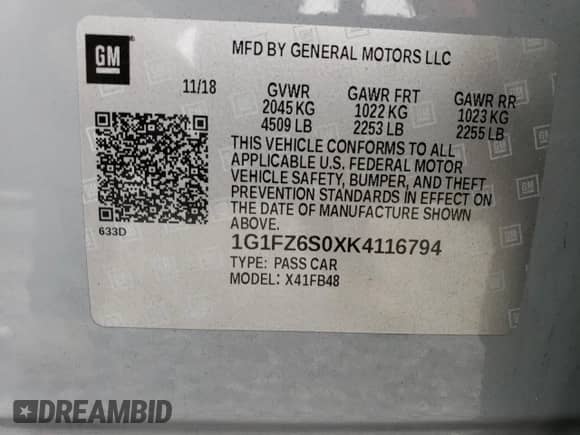 GM
MFD BY GENERAL MOTORS LLC
11/18
GVWR GAWR FRT GAWR RR
2045 KG 1022 KG 1023 KG
4509 LB 2253 LB 2255 LB
THIS VEHICLE CONFORMS TO ALL
APPLICABLE U.S. FEDERAL MOTOR
VEHICLE SAFETY, BUMPER, AND THEFT
PREVENTION STANDARDS IN EFFECT ON
THE DATE OF MANUFACTURE SHOWN
ABOVE.
633D
1G1FZ6S0XK4116794
TYPE: PASS CAR
MODEL: X41FB48
DREAMBID